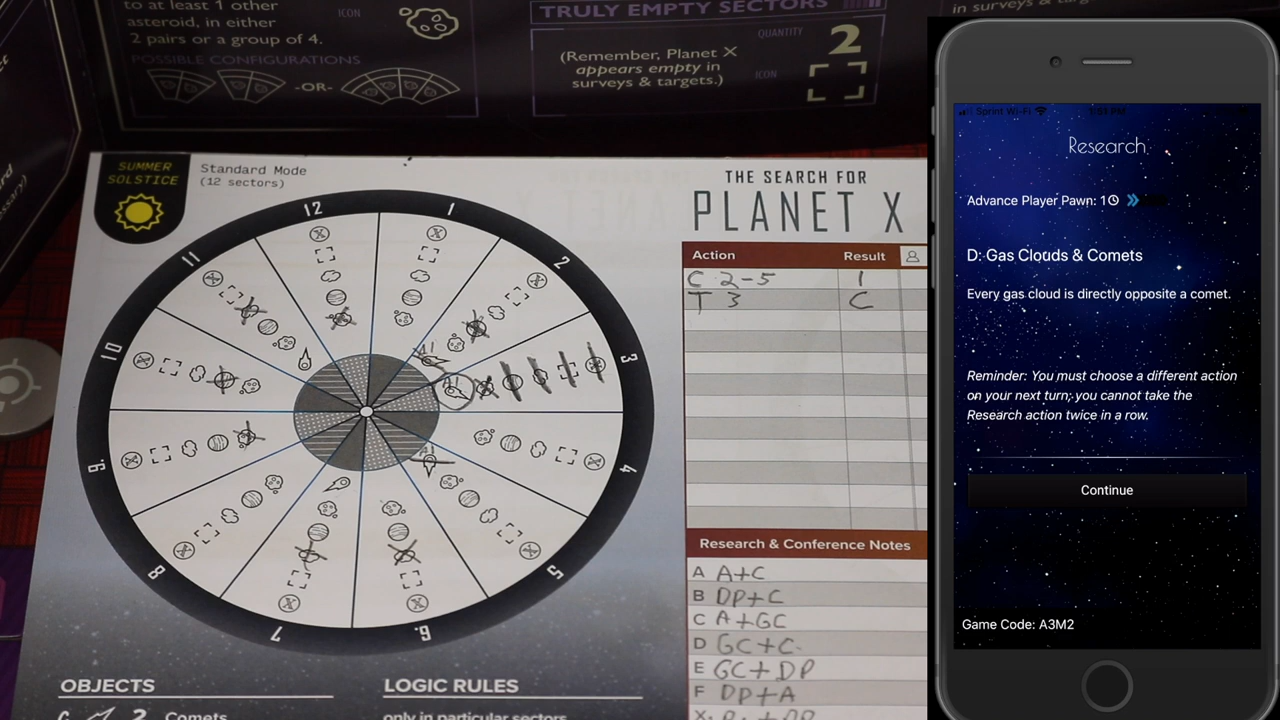 to at least 1 other
asteroid, in either
2 pairs or a group of 4.
ICON
POSSIBLE CONFIGURATIONS
-OR-
TRULY EMPTY SECTORS
QUANTITY
2
(Remember, Planet X
appears empty in
surveys & targets.)
ICON
in surveys &
SUMMER
SOLSTICE
Standard Mode
(12 sectors)
THE SEARCH FOR
PLANET X
12
1
2
3
4
5
6.
7
8
9.
10
11
A!
A!
Action Result
C 2-5 1
T 3 C
Research & Conference Notes
A A+C
B DP+C
C A+GC
D GC+C
E GC+DP
F DP+A
OBJECTS
2 Comets
LOGIC RULES
only in particular sectors
Sprint Wi-Fi
Research
Advance Player Pawn: 1
D: Gas Clouds & Comets
Every gas cloud is directly opposite a comet.
Reminder: You must choose a different action
on your next turn; you cannot take the
Research action twice in a row.
Continue
Game Code: A3M2